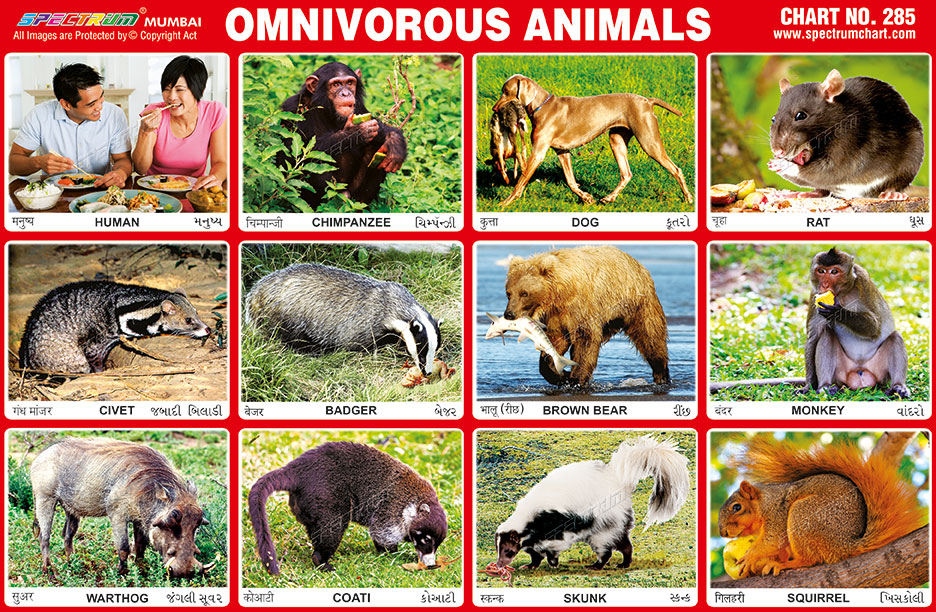 SPECTRUM® MUMBAI
All Images are Protected by © Copyright Act
OMNIVOROUS ANIMALS
CHART NO. 285
www.spectrumchart.com
मनुष्य HUMAN મનુષ્ય
चिम्पान्जी CHIMPANZEE ચિમ્પૅન્ઝી
कुत्ता DOG કૂતરો
चूहा RAT ઘૂસ
गंध मांजर CIVET જબાદી બિલાડી
बेजर BADGER બેજર
भालू (रीछ) BROWN BEAR રીંછ
बंदर MONKEY વાંદરો
सुअर WARTHOG જંગલી સૂવર
कोआटी COATI કોઆટી
स्कन्क SKUNK સ્કન્ક
गिलहरी SQUIRREL ખિસકોલી